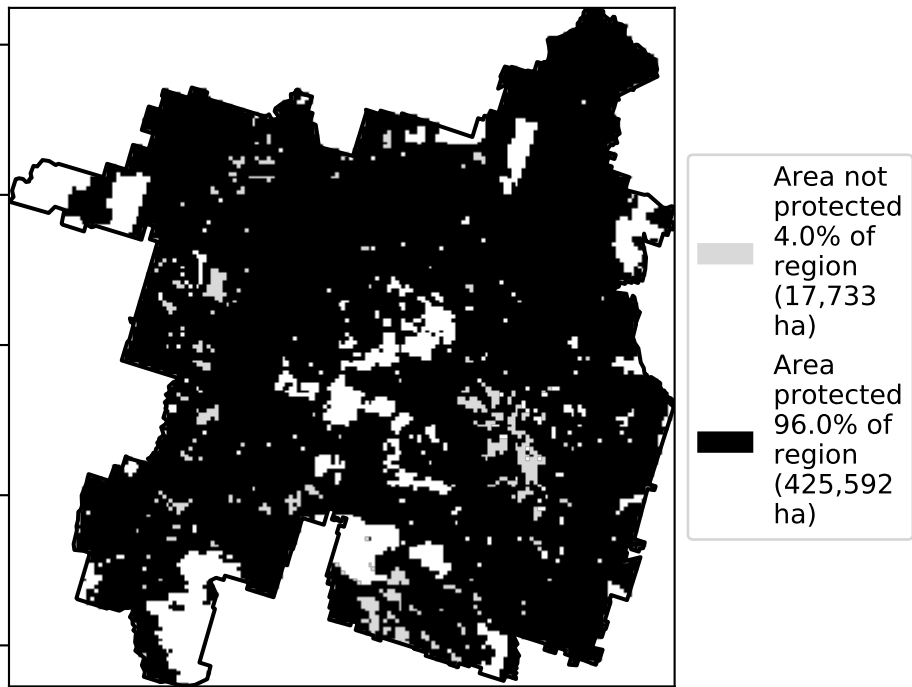 Area not
protected
4.0% of
region
(17,733
ha)
Area
protected
96.0% of
region
(425,592
ha)